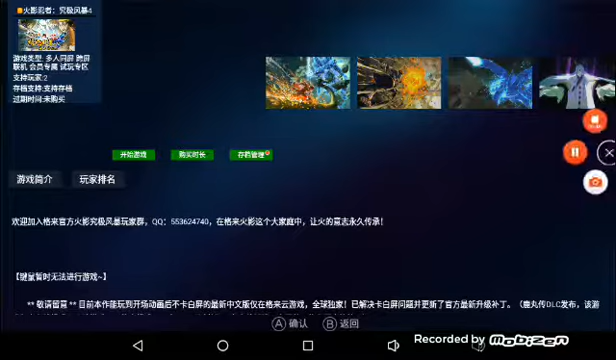 火影忍者：究极风暴4
游戏类型: 多人同屏 跨屏
联机 会员专属 试玩专区
支持玩家:2
存档支持:支持存档
过期时间:未购买
开始游戏 购买时长 存档管理
游戏简介 玩家排名
欢迎加入格来官方火影究极风暴玩家群，QQ：553624740，在格来火影这个大家庭中，让火的意志永久传承！
【键鼠暂时无法进行游戏~】
** 敬请留意 ** 目前本作能玩到开场动画后不卡白屏的最新中文版仅在格来云游戏，全球独家！已解决卡白屏问题并更新了官方最新升级补丁。（鹿丸传DLC发布，该游
A 确认 B 返回
Recorded by Mobizen